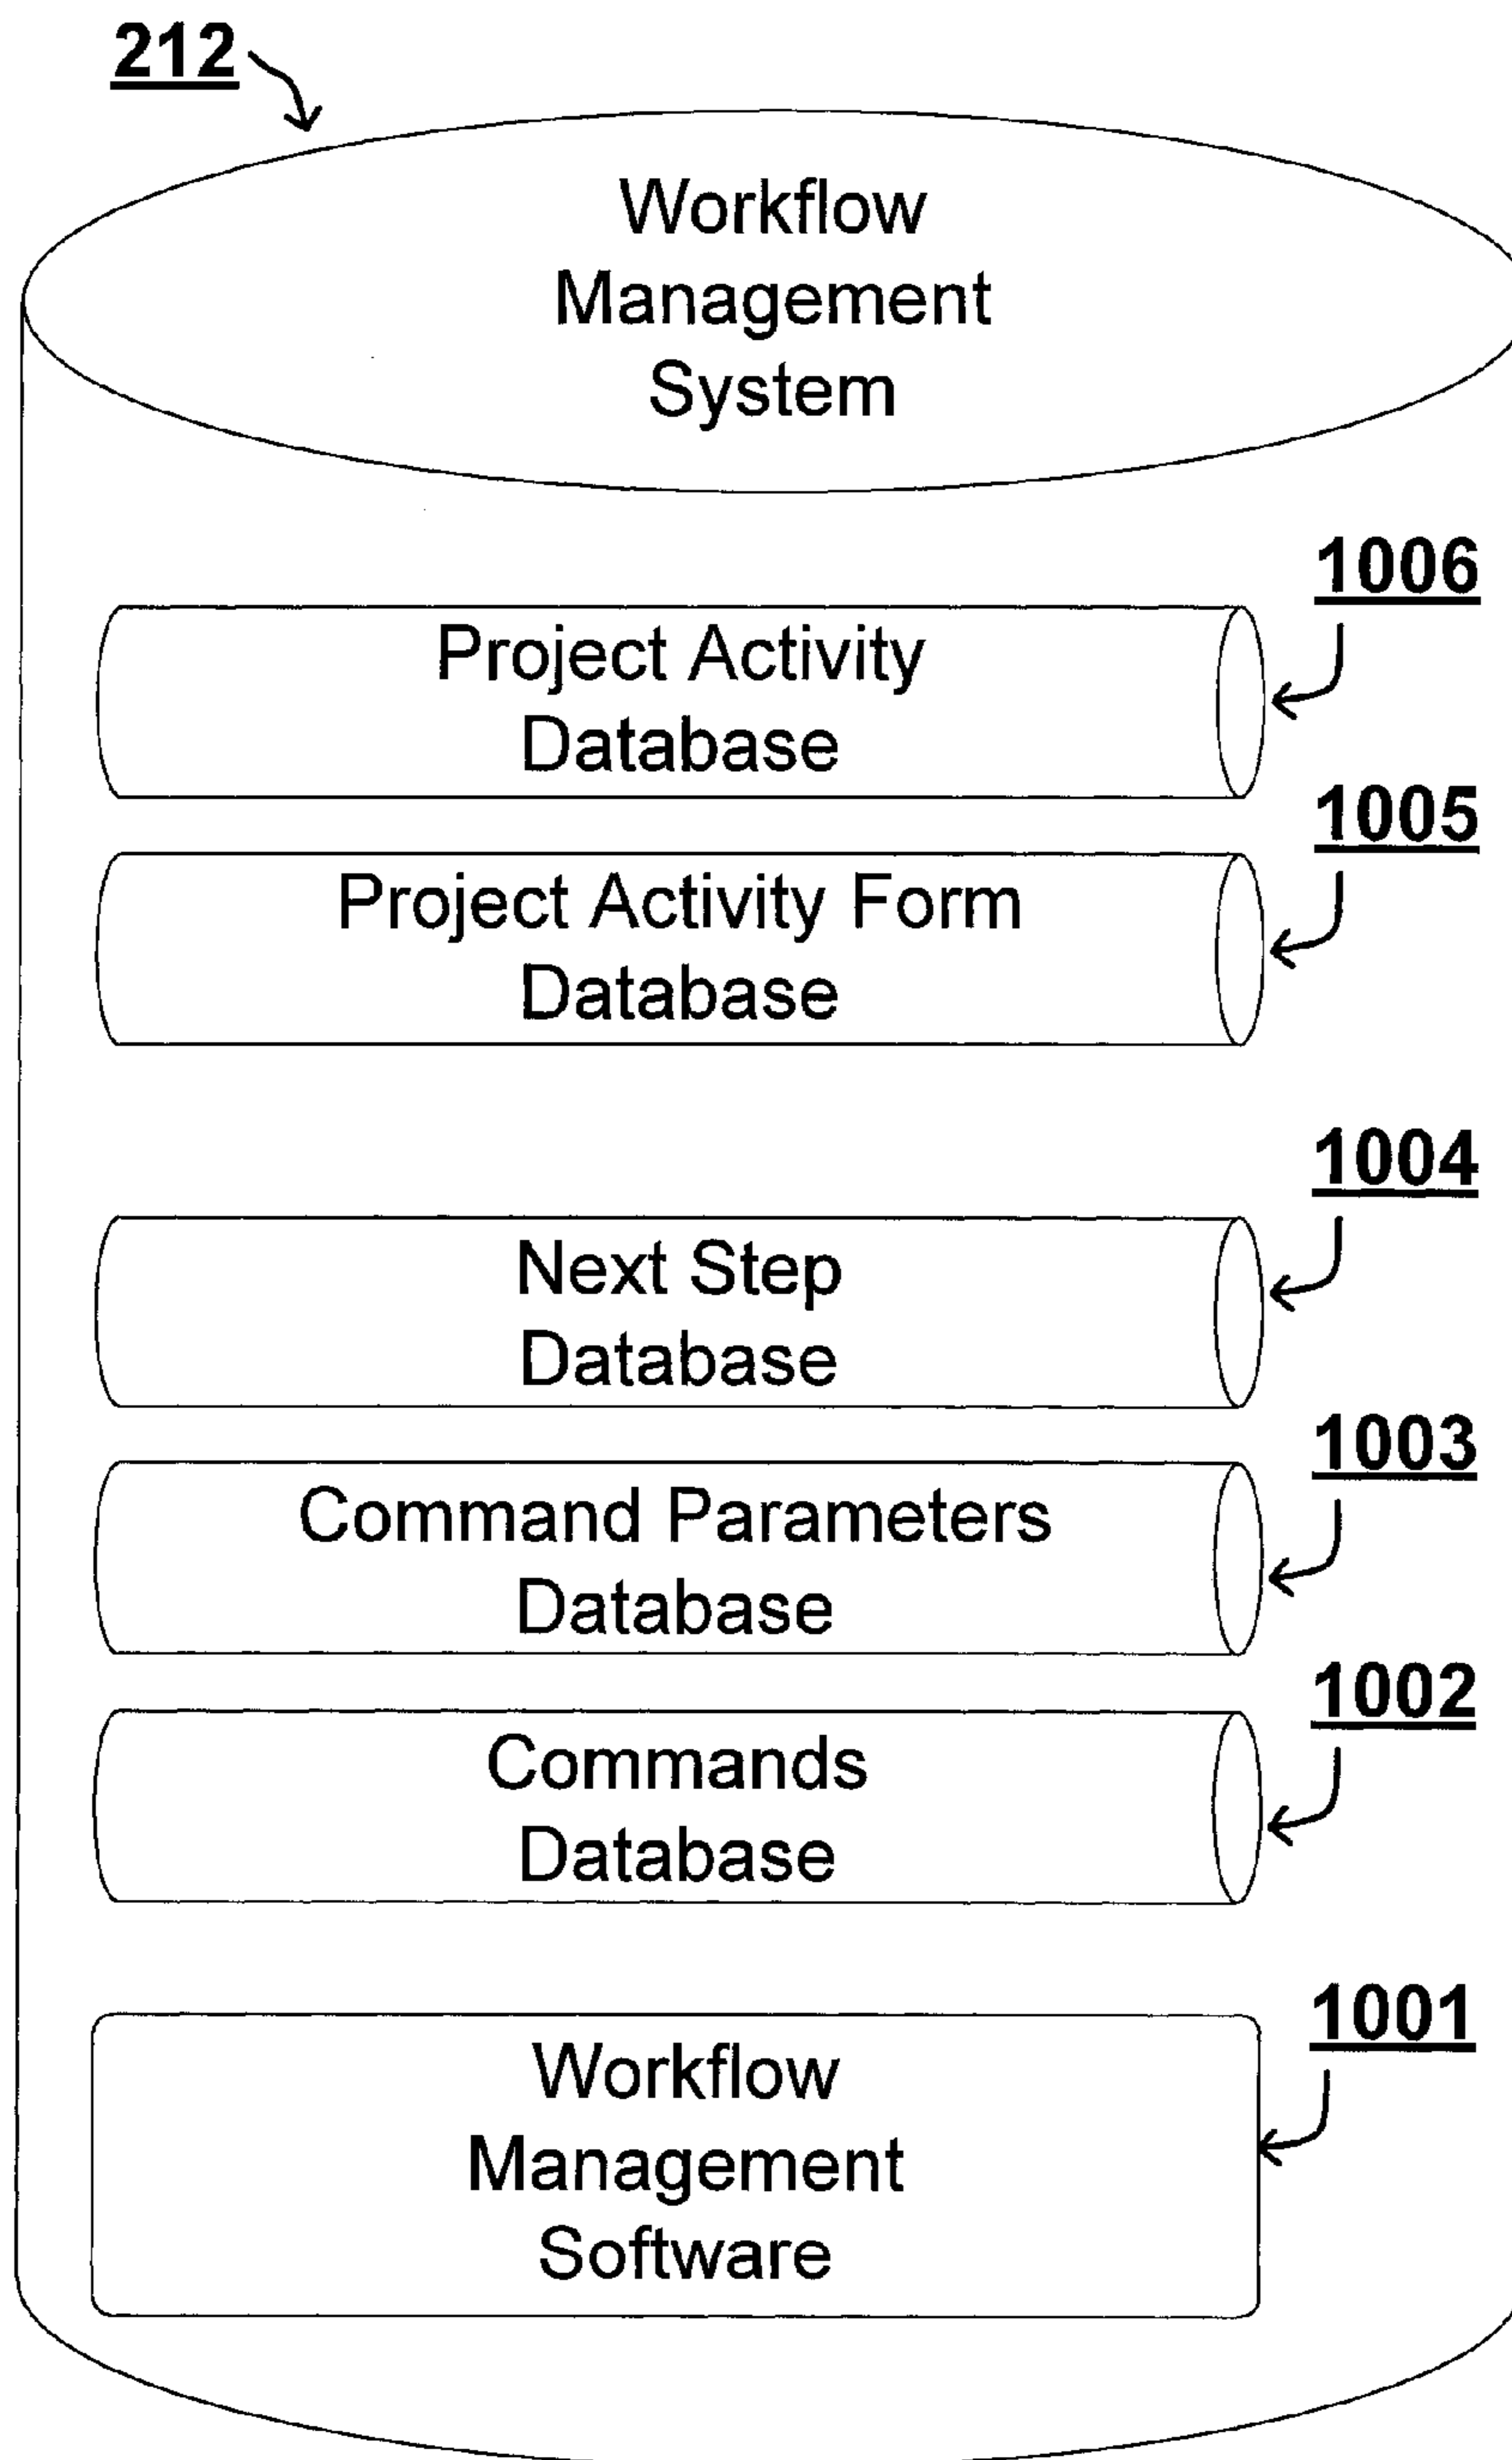 212
Workflow
Management
System
1006
Project Activity
Database
1005
Project Activity Form
Database
1004
Next Step
Database
1003
Command Parameters
Database
1002
Commands
Database
1001
Workflow
Management
Software